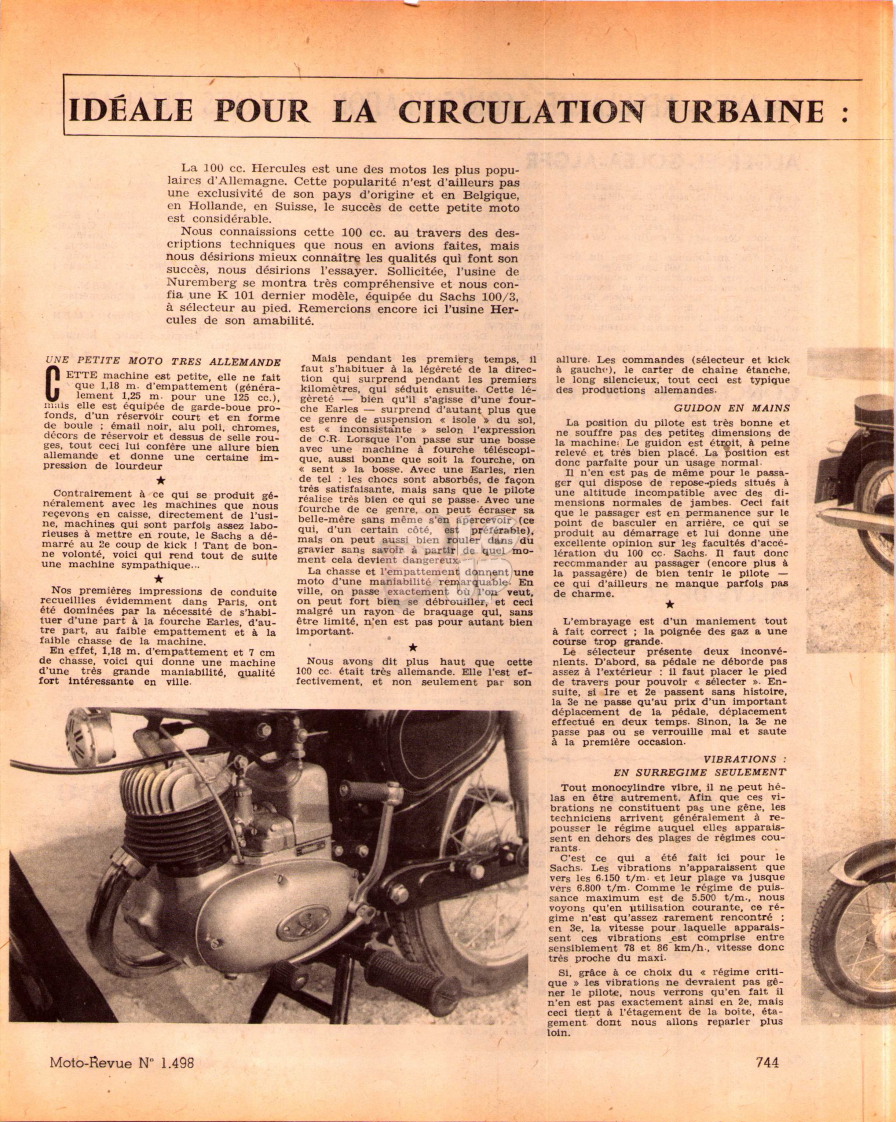 IDÉALE POUR LA CIRCULATION URBAINE :
La 100 cc. Hercules est une des motos les plus popu-
laires d'Allemagne. Cette popularité n'est d'ailleurs pas
une exclusivité de son pays d'origine et en Belgique,
en Hollande, en Suisse, le succès de cette petite moto
est considérable.
Nous connaissions cette 100 cc. au travers des des-
criptions techniques que nous en avions faites, mais
nous désirions mieux connaître les qualités qui font son
succès, nous désirions l'essayer. Sollicitée, l'usine de
Nuremberg se montra très compréhensive et nous con-
fia une K 101 dernier modèle, équipée du Sachs 100/3,
à sélecteur au pied. Remercions encore ici l'usine Her-
cules de son amabilité.
UNE PETITE MOTO TRES ALLEMANDE
CETTE machine est petite, elle ne fait
que 1,18 m. d'empattement (généra-
lement 1,25 m. pour une 125 cc.),
mais elle est équipée de garde-boue pro-
fonds, d'un réservoir court et en forme
de boule ; émail noir, alu poli, chromes,
décors de réservoir et dessus de selle rou-
ges, tout ceci lui confère une allure bien
allemande et donne une certaine im-
pression de lourdeur
★
Contrairement à ce qui se produit gé-
néralement avec les machines que nous
reçevons en caisse, directement de l'usi-
ne, machines qui sont parfois assez labo-
rieuses à mettre en route, le Sachs a dé-
marré au 2e coup de kick ! Tant de bon-
ne volonté, voici qui rend tout de suite
une machine sympathique...
★
Nos premières impressions de conduite
recueillies évidemment dans Paris, ont
été dominées par la nécessité de s'habi-
tuer d'une part à la fourche Earles, d'au-
tre part, au faible empattement et à la
faible chasse de la machine.
En effet, 1,18 m. d'empattement et 7 cm
de chasse, voici qui donne une machine
d'une très grande maniabilité, qualité
fort intéressante en ville.
Mais pendant les premiers temps, il
faut s'habituer à la légèreté de la direc-
tion qui surprend pendant les premiers
kilomètres, qui séduit ensuite. Cette lé-
gèreté — bien qu'il s'agisse d'une four-
che Earles — surprend d'autant plus que
ce genre de suspension « isole » du sol,
est « inconsistante » selon l'expression
de C.R. Lorsque l'on passe sur une bosse
avec une machine à fourche téléscopi-
que, aussi bonne que soit la fourche, on
« sent » la bosse. Avec une Earles, rien
de tel : les chocs sont absorbés, de façon
très satisfaisante, mais sans que le pilote
réalise très bien ce qui se passe. Avec une
fourche de ce genre, on peut écraser sa
belle-mère sans même s'en apercevoir (ce
qui, d'un certain côté, est préférable),
mais on peut aussi bien rouler dans du
gravier sans savoir à partir de quel mo-
ment cela devient dangereux.
La chasse et l'empattement donnent une
moto d'une maniabilité remarquable. En
ville, on passe exactement où l'on veut,
on peut fort bien se débrouiller, et ceci
malgré un rayon de braquage qui, sans
être limité, n'en est pas pour autant bien
important.
★
Nous avons dit plus haut que cette
100 cc. était très allemande. Elle l'est ef-
fectivement, et non seulement par son
allure. Les commandes (sélecteur et kick
à gauche), le carter de chaîne étanche,
le long silencieux, tout ceci est typique
des productions allemandes.
GUIDON EN MAINS
La position du pilote est très bonne et
ne souffre pas des petites dimensions de
la machine. Le guidon est étroit, à peine
relevé et très bien placé. La position est
donc parfaite pour un usage normal.
Il n'en est pas de même pour le passa-
ger qui dispose de repose-pieds situés à
une altitude incompatible avec des di-
mensions normales de jambes. Ceci fait
que le passager est en permanence sur le
point de basculer en arrière, ce qui se
produit au démarrage et lui donne une
excellente opinion sur les facultés d'accé-
lération du 100 cc. Sachs. Il faut donc
recommander au passager (encore plus à
la passagère) de bien tenir le pilote —
ce qui d'ailleurs ne manque parfois pas
de charme.
★
L'embrayage est d'un maniement tout
à fait correct ; la poignée des gaz a une
course trop grande.
Le sélecteur présente deux inconvé-
nients. D'abord, sa pédale ne déborde pas
assez à l'extérieur : il faut placer le pied
de travers pour pouvoir « sélecter ». En-
suite, si 1re et 2e passent sans histoire,
la 3e ne passe qu'au prix d'un important
déplacement de la pédale, déplacement
effectué en deux temps. Sinon, la 3e ne
passe pas ou se verrouille mal et saute
à la première occasion.
VIBRATIONS :
EN SURREGIME SEULEMENT
Tout monocylindre vibre, il ne peut hé-
las en être autrement. Afin que ces vi-
brations ne constituent pas une gêne, les
techniciens arrivent généralement à re-
pousser le régime auquel elles apparais-
sent en dehors des plages de régimes cou-
rants.
C'est ce qui a été fait ici pour le
Sachs. Les vibrations n'apparaissent que
vers les 6.150 t/m. et leur plage va jusque
vers 6.800 t/m. Comme le régime de puis-
sance maximum est de 5.500 t/m., nous
voyons qu'en utilisation courante, ce ré-
gime n'est qu'assez rarement rencontré ;
en 3e, la vitesse pour laquelle apparais-
sent ces vibrations est comprise entre
sensiblement 78 et 86 km/h., vitesse donc
très proche du maxi.
Si, grâce à ce choix du « régime criti-
que » les vibrations ne devraient pas gê-
ner le pilote, nous verrons qu'en fait il
n'en est pas exactement ainsi en 2e, mais
ceci tient à l'étagement de la boite, éta-
gement dont nous allons reparler plus
loin.
Moto-Revue N° 1.498
744